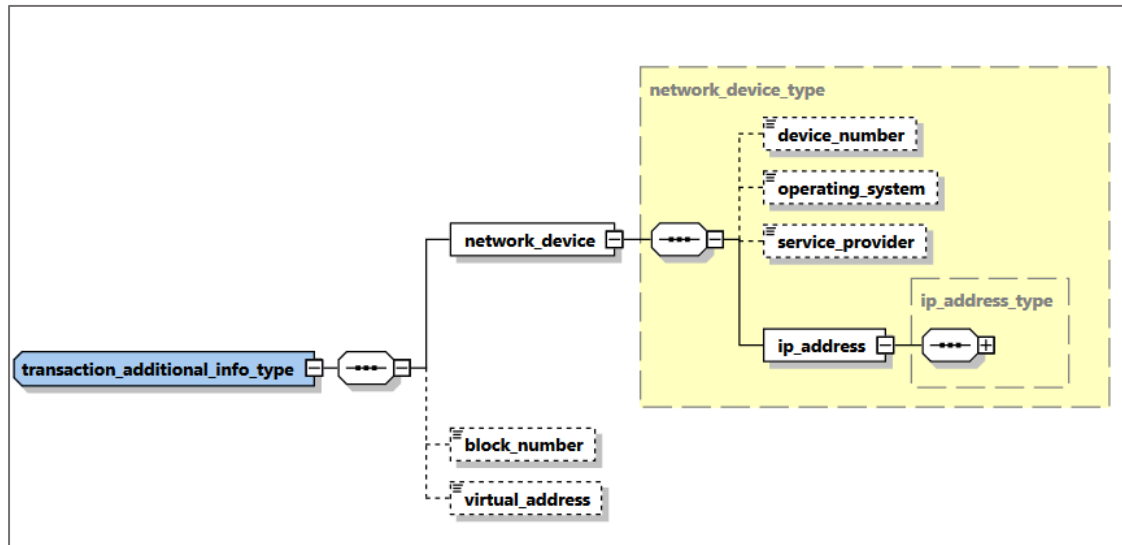 network_device_type
device_number
operating_system
service_provider
network_device
ip_address_type
ip_address
transaction_additional_info_type
block_number
virtual_address